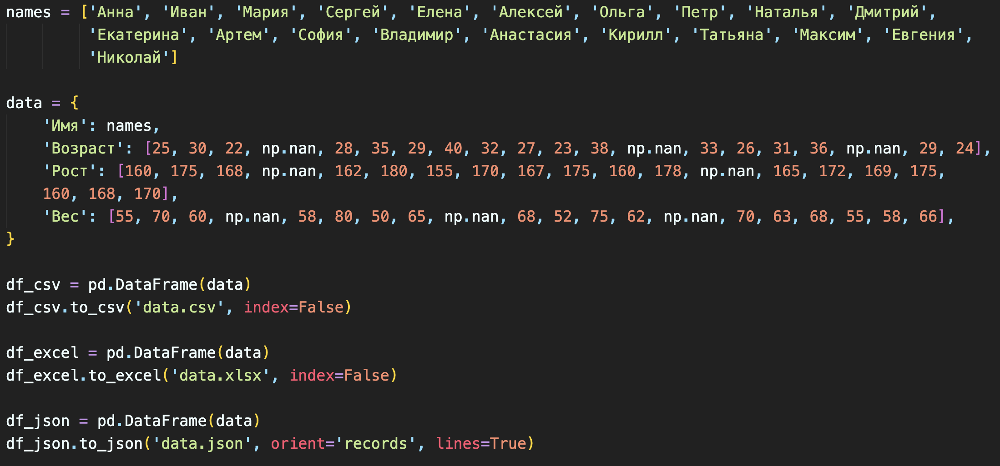 names = ['Анна', 'Иван', 'Мария', 'Сергей', 'Елена', 'Алексей', 'Ольга', 'Петр', 'Наталья', 'Дмитрий',
'Екатерина', 'Артем', 'София', 'Владимир', 'Анастасия', 'Кирилл', 'Татьяна', 'Максим', 'Евгения',
'Николай']
data = {
'Имя': names,
'Возраст': [25, 30, 22, np.nan, 28, 35, 29, 40, 32, 27, 23, 38, np.nan, 33, 26, 31, 36, np.nan, 29, 24],
'Рост': [160, 175, 168, np.nan, 162, 180, 155, 170, 167, 175, 160, 178, np.nan, 165, 172, 169, 175,
160, 168, 170],
'Вес': [55, 70, 60, np.nan, 58, 80, 50, 65, np.nan, 68, 52, 75, 62, np.nan, 70, 63, 68, 55, 58, 66],
}
df_csv = pd.DataFrame(data)
df_csv.to_csv('data.csv', index=False)
df_excel = pd.DataFrame(data)
df_excel.to_excel('data.xlsx', index=False)
df_json = pd.DataFrame(data)
df_json.to_json('data.json', orient='records', lines=True)